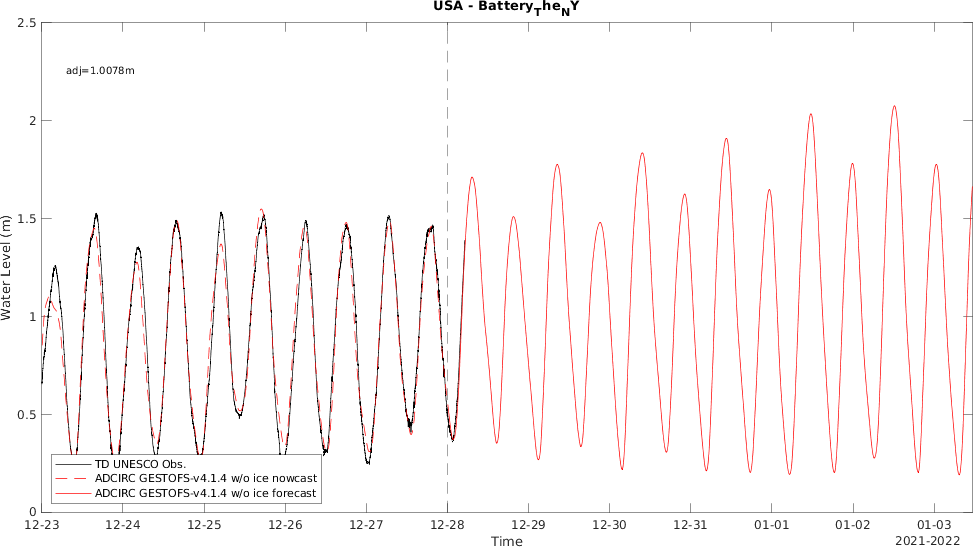 USA - Battery_The_NY
2.5
adj=1.0078m
2
1.5
1
0.5
0
Water Level (m)
TD UNESCO Obs.
ADCIRC GESTOFS-v4.1.4 w/o ice nowcast
ADCIRC GESTOFS-v4.1.4 w/o ice forecast
12-23 12-24 12-25 12-26 12-27 12-28 12-29 12-30 12-31 01-01 01-02 01-03
Time
2021-2022